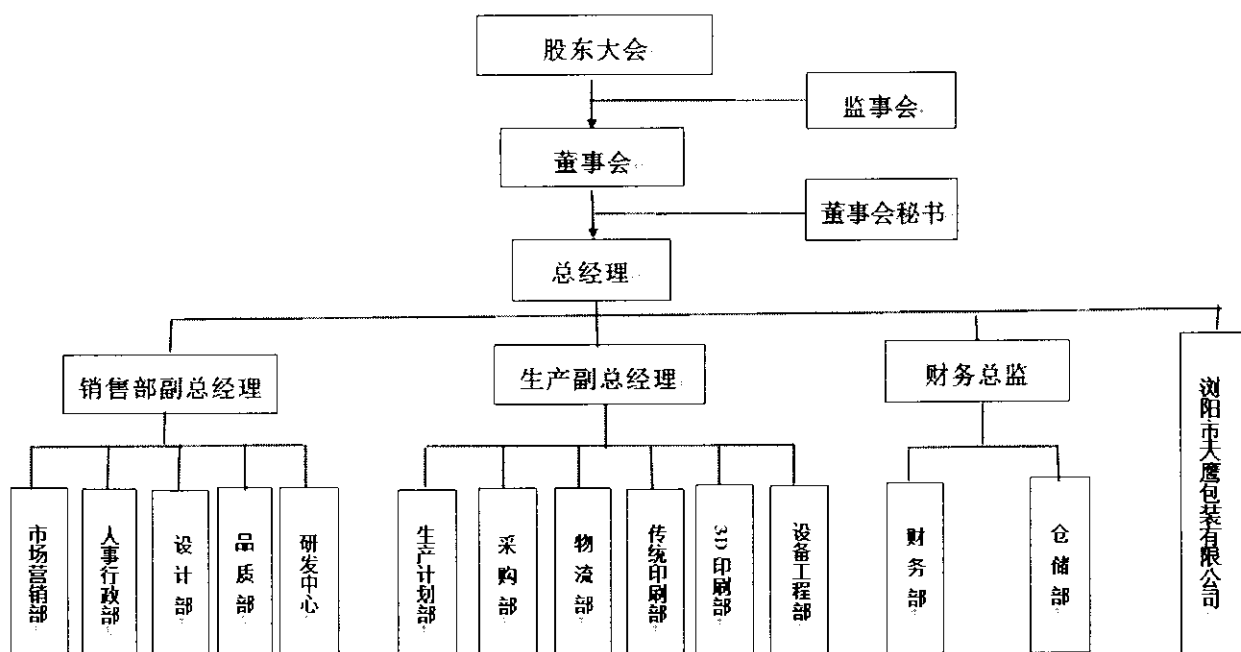 股东大会
监事会
董事会
董事会秘书
总经理
销售部副总经理
生产副总经理
财务总监
浏阳市天鹰包装有限公司
市场营销部
人事行政部
设计部
品质部
研发中心
生产计划部
采购部
物流部
传统印刷部
3D印刷部
设备工程部
财务部
仓储部